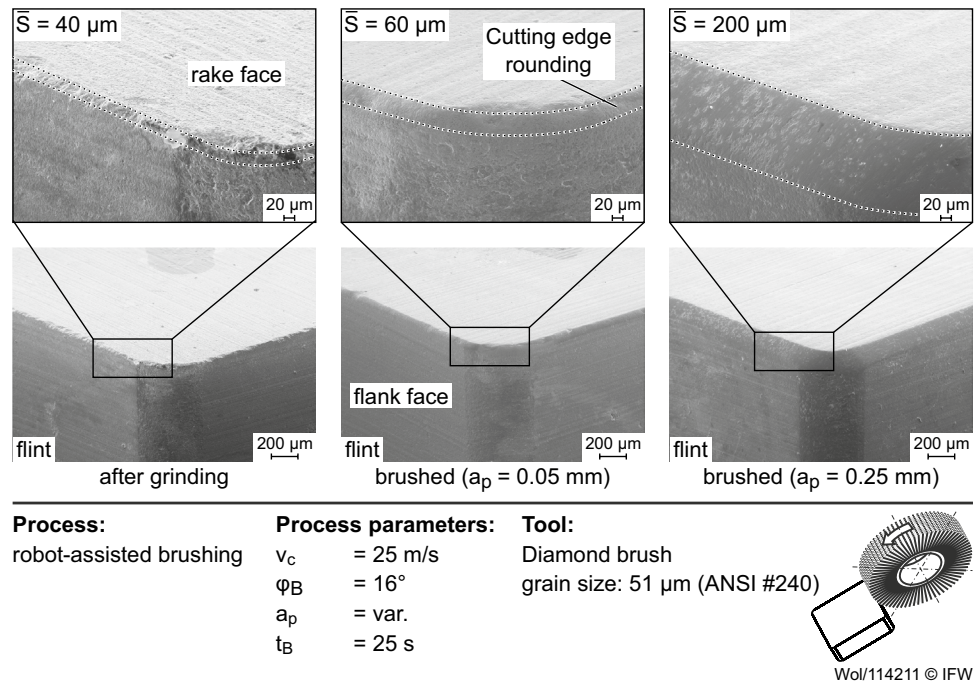 S̅ = 40 µm
rake face
20 µm
S̅ = 60 µm
Cutting edge
rounding
20 µm
S̅ = 200 µm
20 µm
flint
200 µm
after grinding
flank face
flint
200 µm
brushed (aₚ = 0.05 mm)
flint
200 µm
brushed (aₚ = 0.25 mm)
Process:
robot-assisted brushing
Process parameters:
v_c = 25 m/s
φ_B = 16°
aₚ = var.
t_B = 25 s
Tool:
Diamond brush
grain size: 51 µm (ANSI #240)
Wol/114211 © IFW